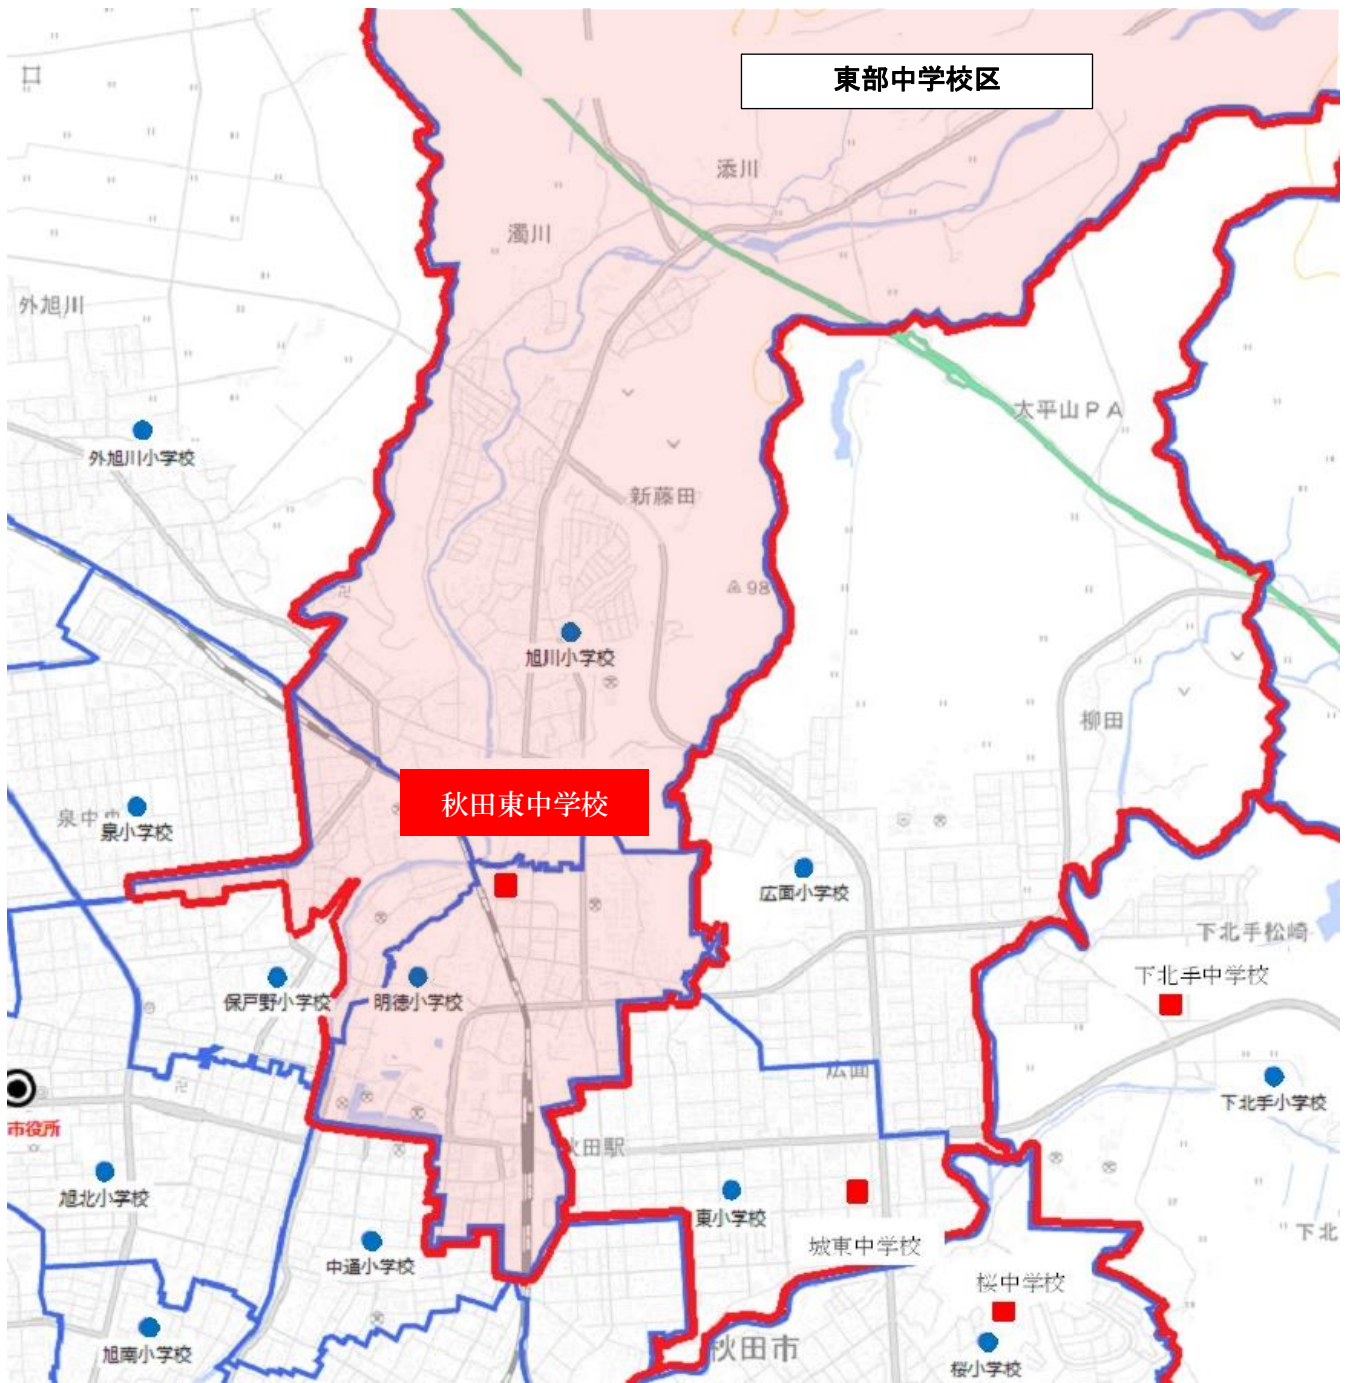 東部中学校区
添川
濁川
外旭川
太平山PA
外旭川小学校
新藤田
98
旭川小学校
柳田
秋田東中学校
泉中央
泉小学校
広面小学校
下北手松崎
下北手中学校
保戸野小学校
明徳小学校
広面
下北手小学校
市役所
秋田駅
旭北小学校
東小学校
下北
城東中学校
中通小学校
桜中学校
旭南小学校
秋田市
桜小学校